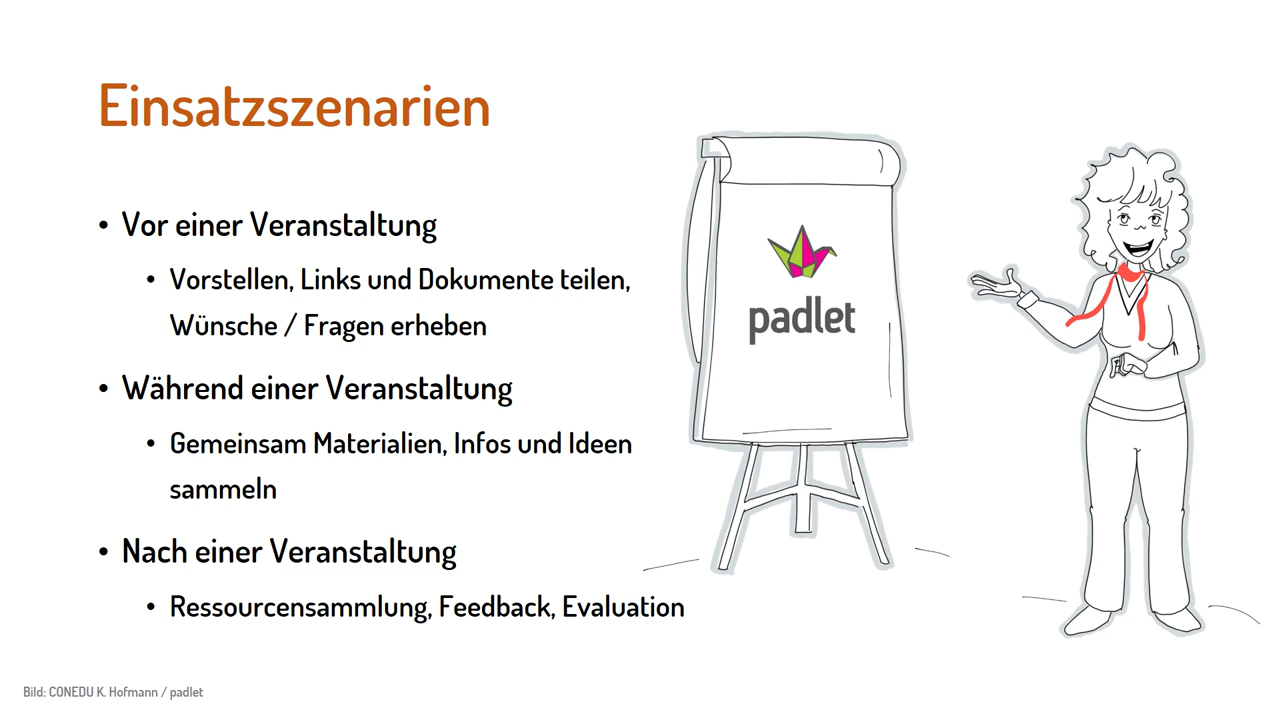 Einsatzszenarien
• Vor einer Veranstaltung
• Vorstellen, Links und Dokumente teilen,
Wünsche / Fragen erheben
• Während einer Veranstaltung
• Gemeinsam Materialien, Infos und Ideen
sammeln
• Nach einer Veranstaltung
• Ressourcensammlung, Feedback, Evaluation
padlet
Bild: CONEDU K. Hofmann / padlet